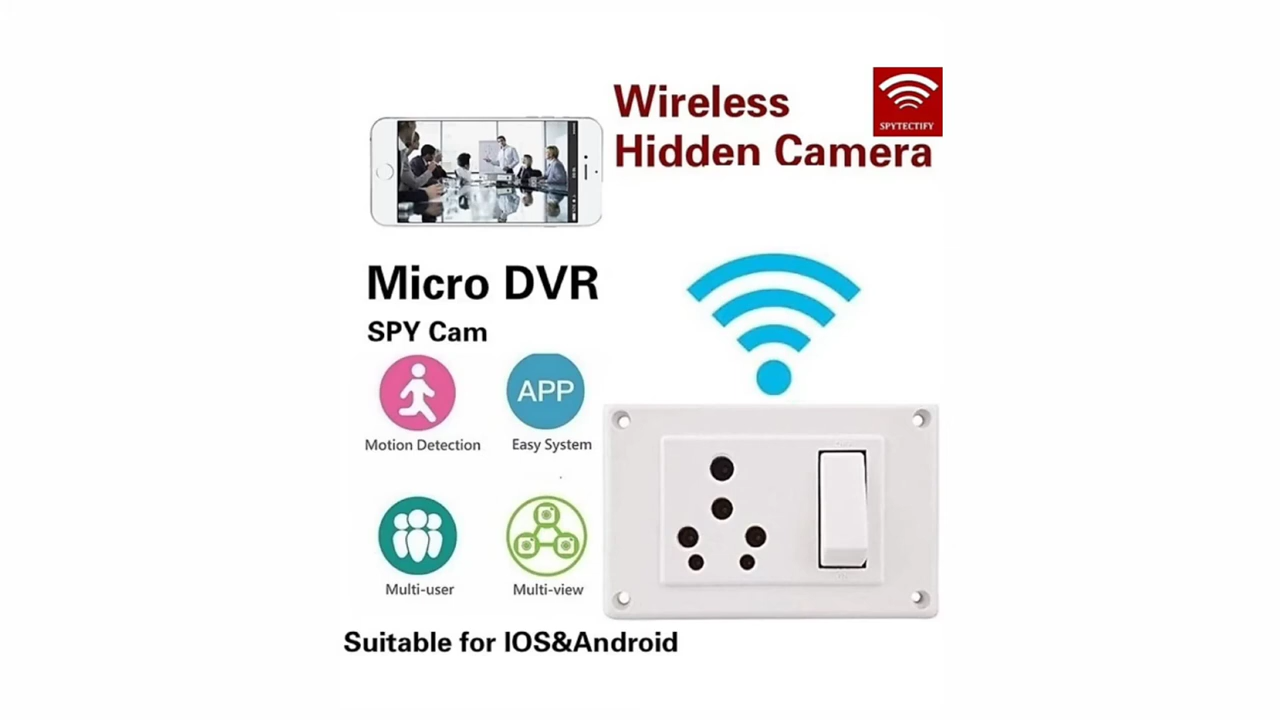 Wireless
Hidden Camera
SPYTECTIFY
Micro DVR
SPY Cam
APP
Motion Detection
Easy System
Multi-user
Multi-view
Suitable for IOS&Android